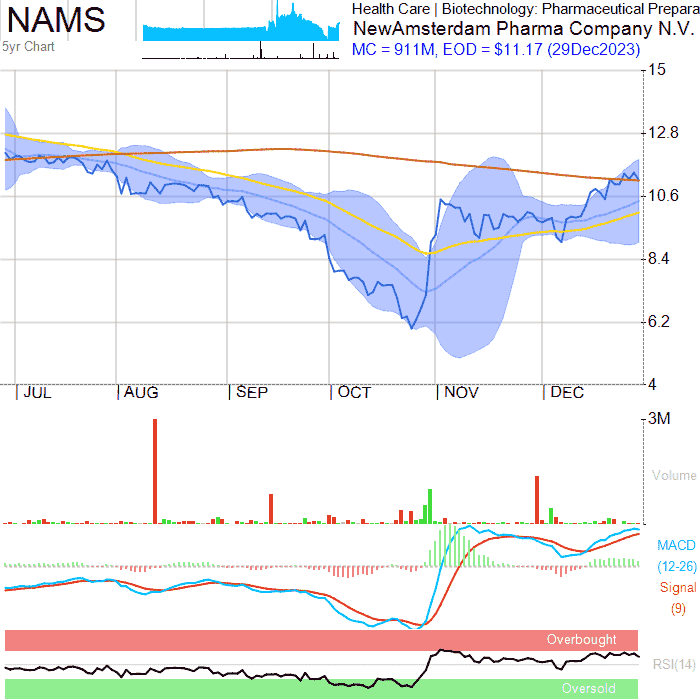 NAMS
5yr Chart
Health Care | Biotechnology: Pharmaceutical Prepara
NewAmsterdam Pharma Company N.V.
MC = 911M, EOD = $11.17 (29Dec2023)
15
12.8
10.6
8.4
6.2
4
JUL AUG SEP OCT NOV DEC
3M
Volume
MACD
(12-26)
Signal
(9)
Overbought
RSI(14)
Oversold